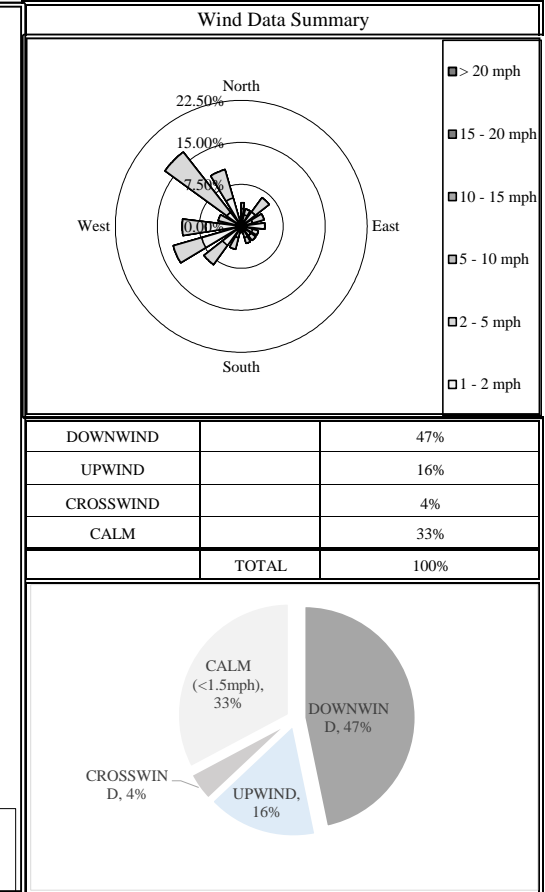 Wind Data Summary
North
22.50%
15.00%
7.50%
0.00%
West
East
South
> 20 mph
15 - 20 mph
10 - 15 mph
5 - 10 mph
2 - 5 mph
1 - 2 mph
DOWNWIND 47%
UPWIND 16%
CROSSWIND 4%
CALM 33%
TOTAL 100%
CALM
(<1.5mph),
33%
DOWNWIN
D, 47%
CROSSWIN
D, 4%
UPWIND,
16%